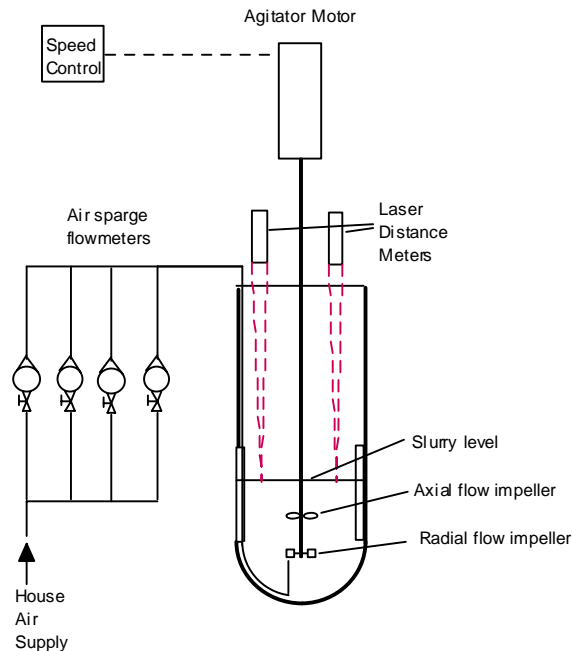 Agitator Motor
Speed
Control
Air sparge
flowmeters
Laser
Distance
Meters
Slurry level
Axial flow impeller
Radial flow impeller
House
Air
Supply